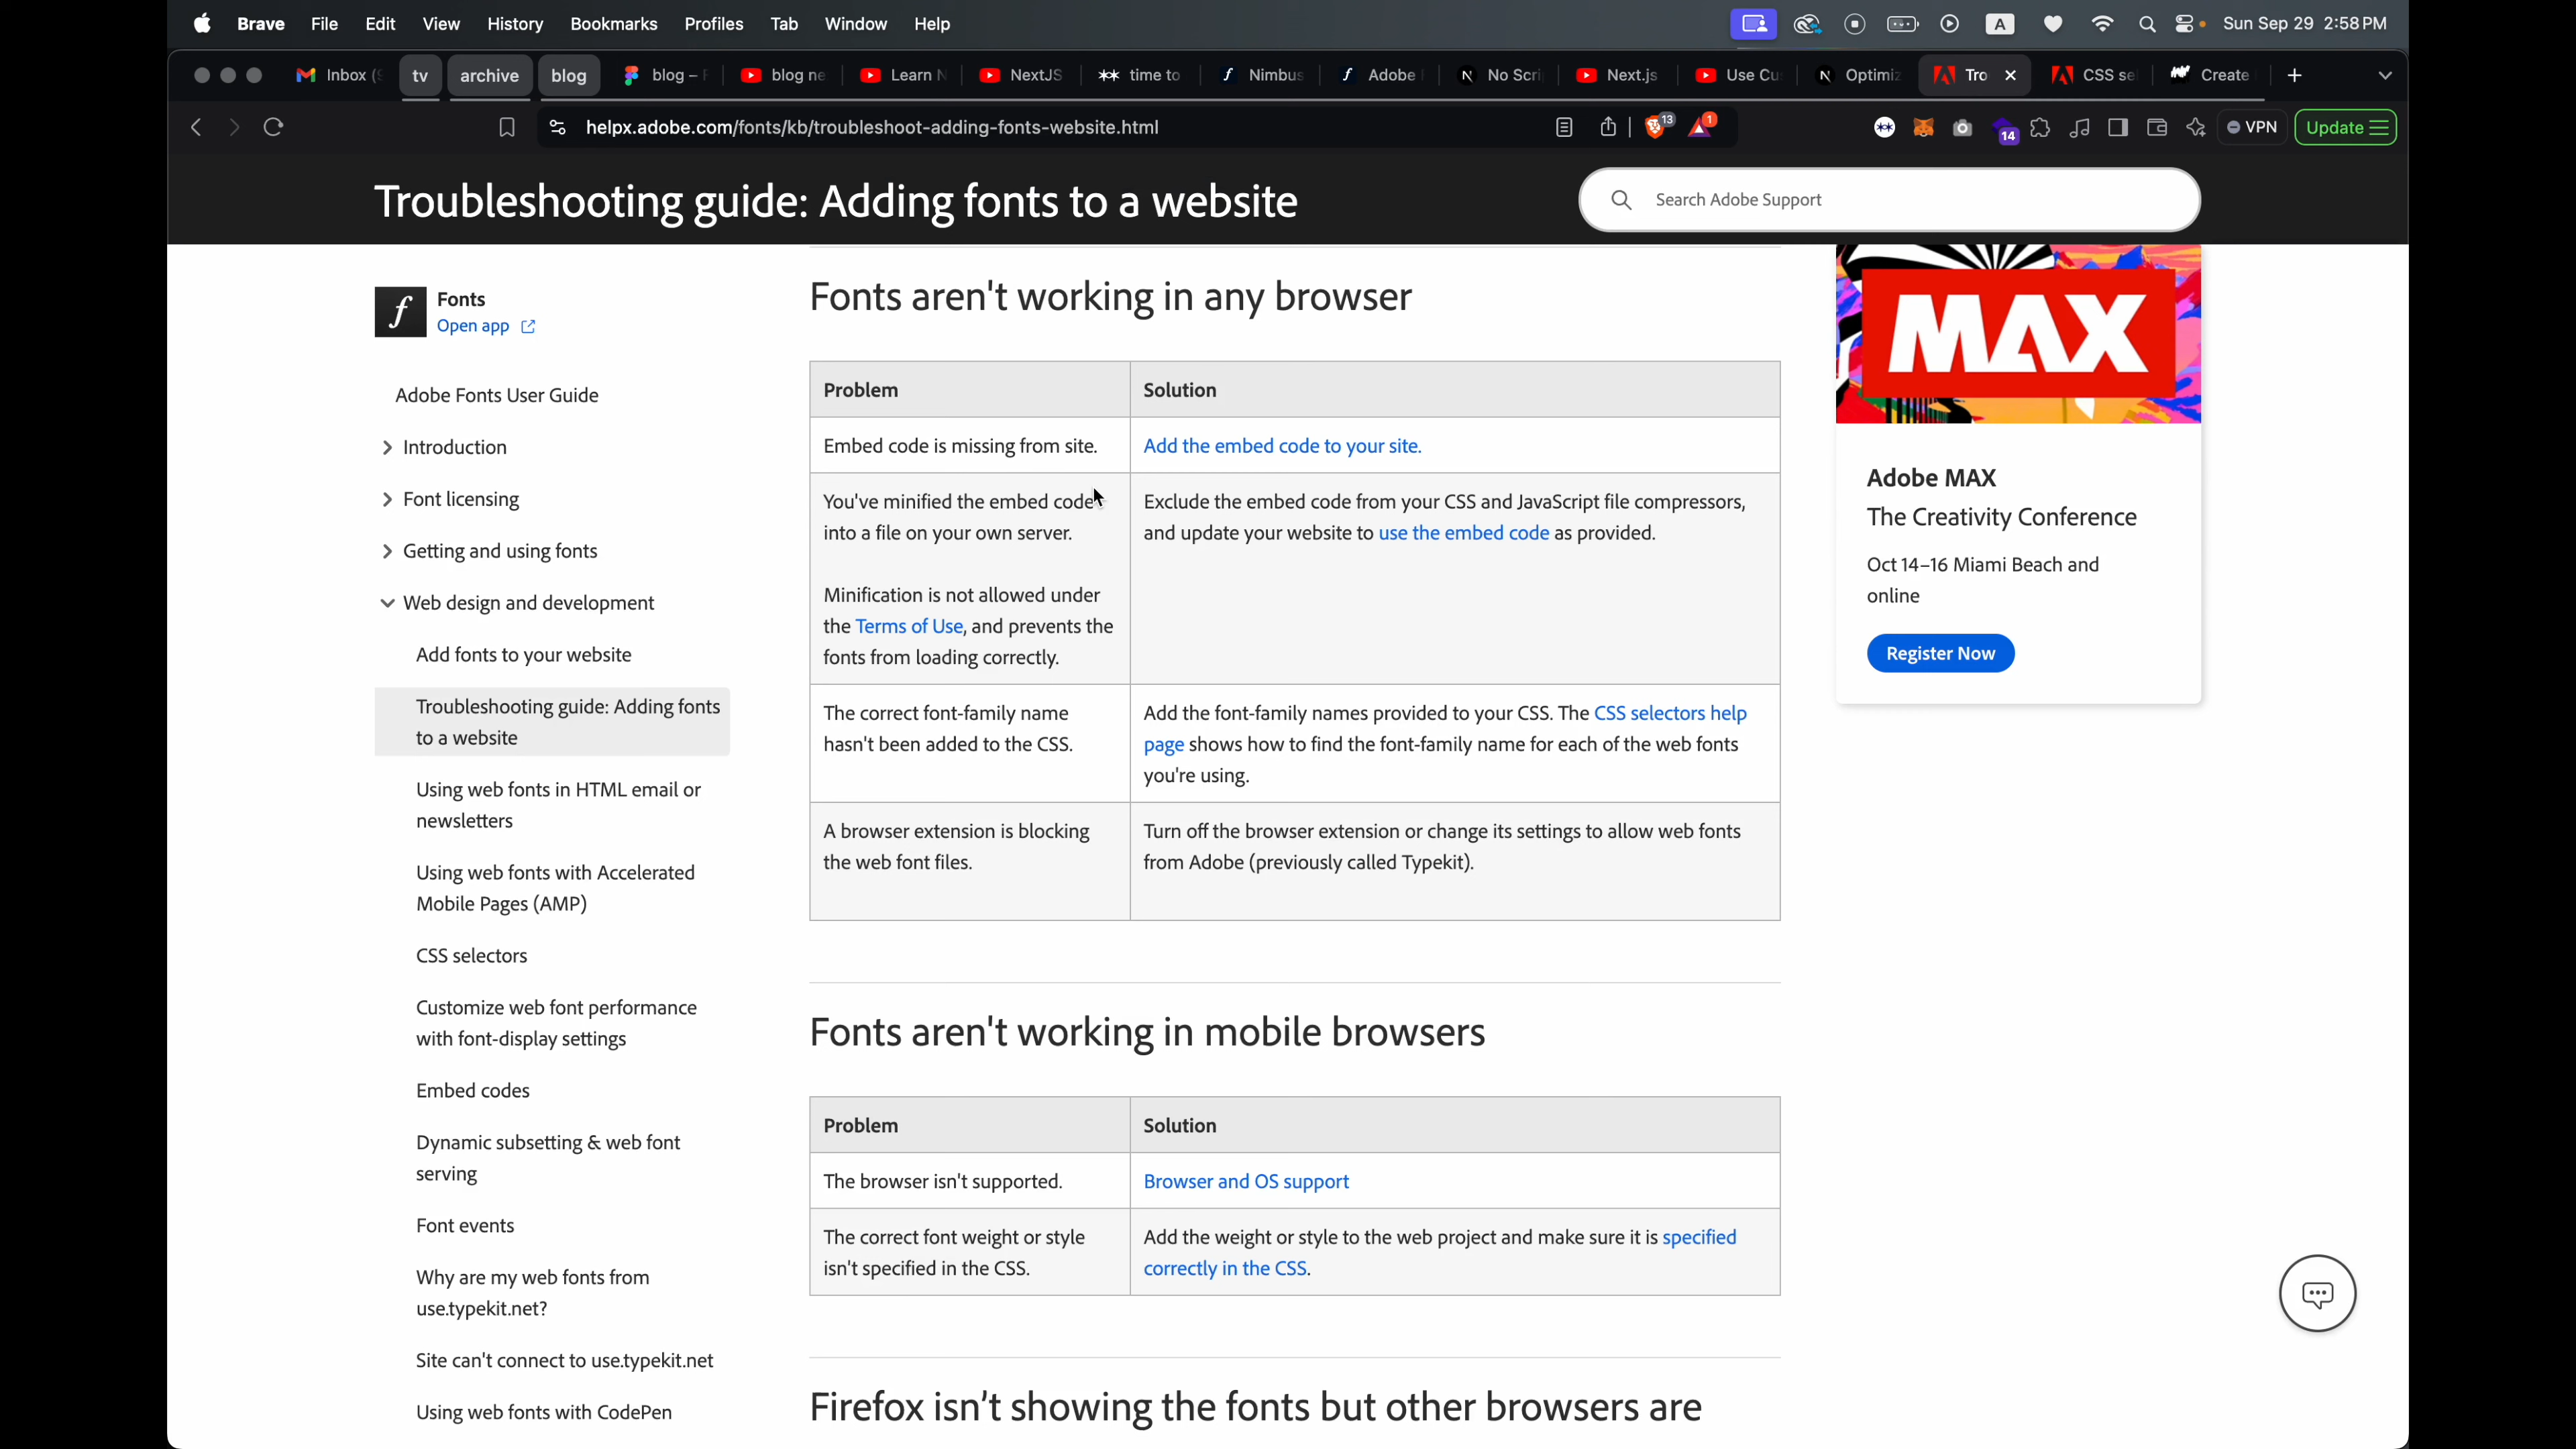 Brave File Edit View History Bookmarks Profiles Tab Window Help A Sun Sep 29 2:58 PM
Inbox (S tv archive blog blog – F blog ne Learn N NextJS time to Nimbus Adobe No Scri Next.js Use Cu Optimiz Tro CSS se Create
helpx.adobe.com/fonts/kb/troubleshoot-adding-fonts-website.html 13 1 14 VPN Update
Troubleshooting guide: Adding fonts to a website
Search Adobe Support
Fonts
Open app
Adobe Fonts User Guide
Introduction
Font licensing
Getting and using fonts
Web design and development
Add fonts to your website
Troubleshooting guide: Adding fonts
to a website
Using web fonts in HTML email or
newsletters
Using web fonts with Accelerated
Mobile Pages (AMP)
CSS selectors
Customize web font performance
with font-display settings
Embed codes
Dynamic subsetting & web font
serving
Font events
Why are my web fonts from
use.typekit.net?
Site can't connect to use.typekit.net
Using web fonts with CodePen
Fonts aren't working in any browser
Problem
Solution
Embed code is missing from site.
Add the embed code to your site.
You've minified the embed code
into a file on your own server.
Minification is not allowed under
the Terms of Use, and prevents the
fonts from loading correctly.
Exclude the embed code from your CSS and JavaScript file compressors,
and update your website to use the embed code as provided.
The correct font-family name
hasn't been added to the CSS.
Add the font-family names provided to your CSS. The CSS selectors help
page shows how to find the font-family name for each of the web fonts
you're using.
A browser extension is blocking
the web font files.
Turn off the browser extension or change its settings to allow web fonts
from Adobe (previously called Typekit).
Fonts aren't working in mobile browsers
Problem
Solution
The browser isn't supported.
Browser and OS support
The correct font weight or style
isn't specified in the CSS.
Add the weight or style to the web project and make sure it is specified
correctly in the CSS.
Firefox isn’t showing the fonts but other browsers are
MAX
Adobe MAX
The Creativity Conference
Oct 14–16 Miami Beach and
online
Register Now